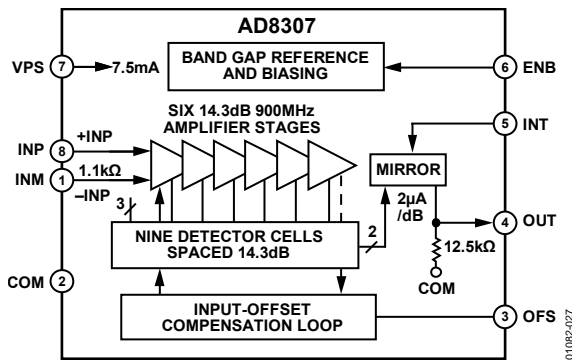 AD8307
VPS 7 7.5mA
BAND GAP REFERENCE
AND BIASING
6 ENB
SIX 14.3dB 900MHz
AMPLIFIER STAGES
5 INT
INP 8 +INP
INM 1 1.1kΩ
–INP
MIRROR
2µA
/dB
4 OUT
3
NINE DETECTOR CELLS
SPACED 14.3dB
2
12.5kΩ
COM
COM 2
INPUT-OFFSET
COMPENSATION LOOP
3 OFS
01082-027